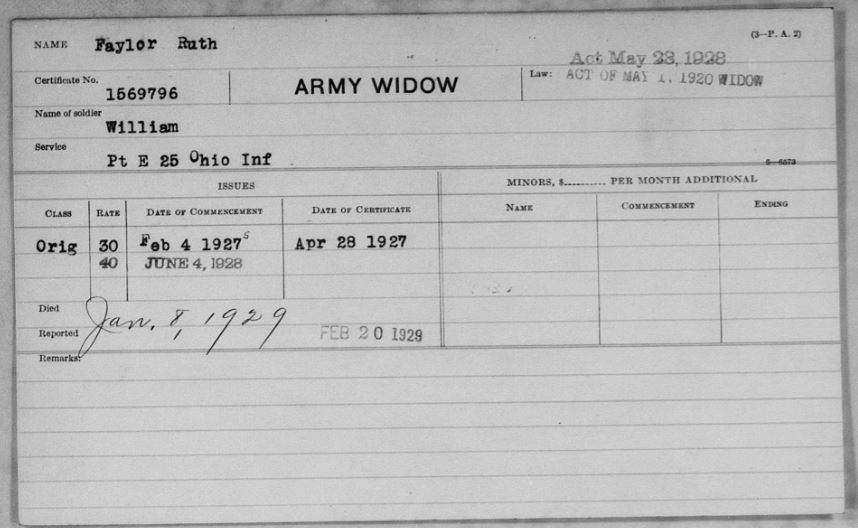 (3—P. A. 2)
NAME Faylor Ruth
Act May 23, 1928
Certificate No. 1569796 ARMY WIDOW Law: ACT OF MAY 1, 1920 WIDOW
Name of soldier William
Service Pt E 25 Ohio Inf
6—6573
ISSUES MINORS, $ PER MONTH ADDITIONAL
CLASS RATE DATE OF COMMENCEMENT DATE OF CERTIFICATE NAME COMMENCEMENT ENDING
Orig 30 Feb 4 1927 s Apr 28 1927
40 JUNE 4, 1928
Died Jan. 8, 1929
Reported FEB 20 1929
Remarks: